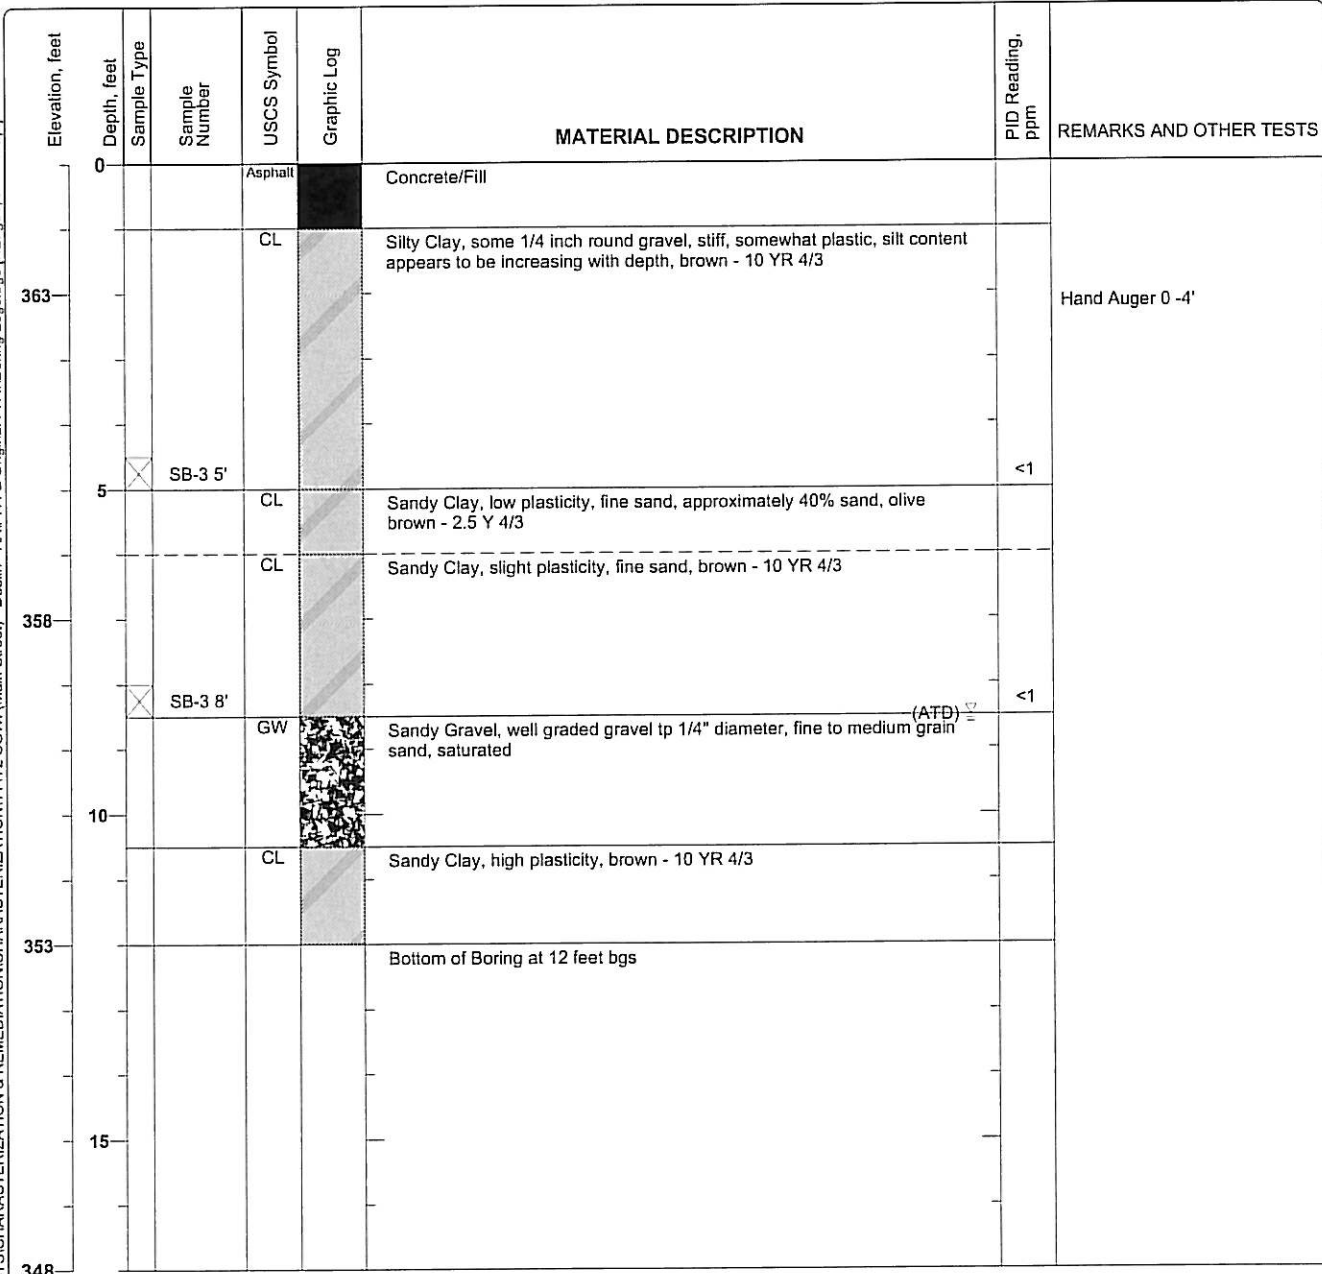 Elevation, feet
Depth, feet
Sample Type
Sample
Number
USCS Symbol
Graphic Log
MATERIAL DESCRIPTION
PID Reading,
ppm
REMARKS AND OTHER TESTS
0
Asphalt
Concrete/Fill
CL
Silty Clay, some 1/4 inch round gravel, stiff, somewhat plastic, silt content
appears to be increasing with depth, brown - 10 YR 4/3
363
Hand Auger 0 -4'
SB-3 5'
<1
5
CL
Sandy Clay, low plasticity, fine sand, approximately 40% sand, olive
brown - 2.5 Y 4/3
CL
Sandy Clay, slight plasticity, fine sand, brown - 10 YR 4/3
358
SB-3 8'
<1
(ATD)
GW
Sandy Gravel, well graded gravel tp 1/4" diameter, fine to medium grain
sand, saturated
10
CL
Sandy Clay, high plasticity, brown - 10 YR 4/3
353
Bottom of Boring at 12 feet bgs
15
348